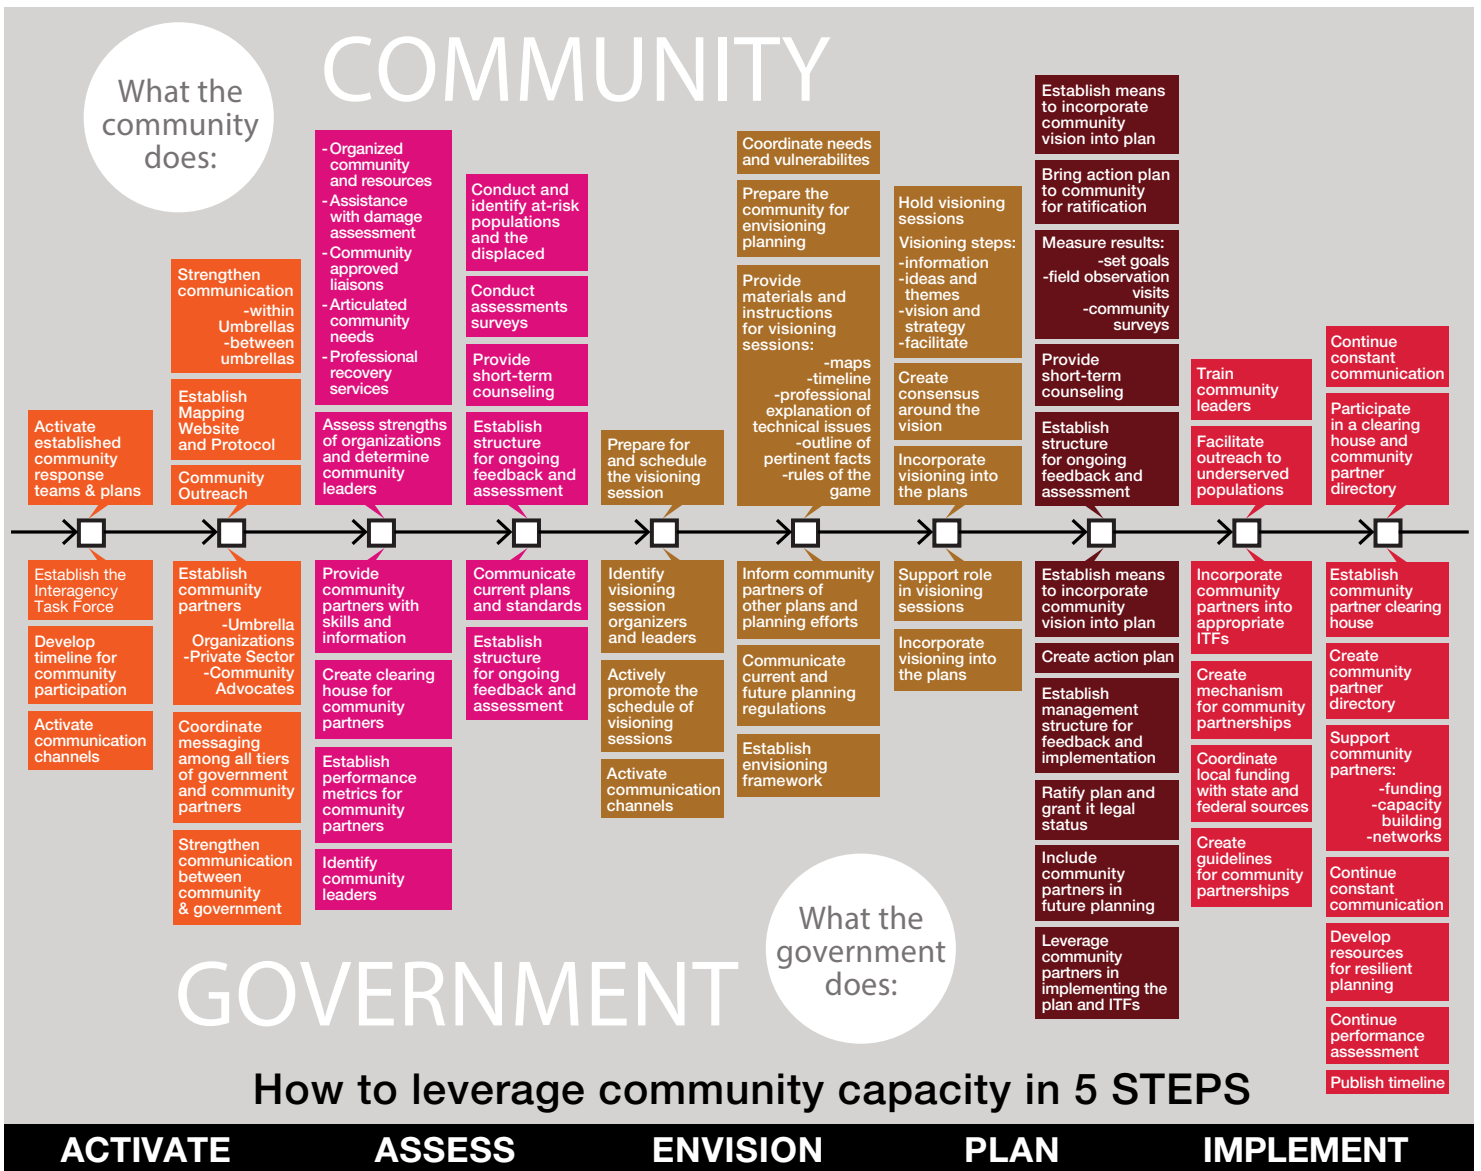 COMMUNITY
What the
community
does:
Activate
established
community
response
teams & plans
Strengthen
communication
-within
Umbrellas
-between
umbrellas
Establish
Mapping
Website
and Protocol
Community
Outreach
- Organized
community
and resources
- Assistance
with damage
assessment
- Community
approved
liaisons
- Articulated
community
needs
- Professional
recovery
services
Assess strengths
of organizations
and determine
community
leaders
Conduct and
identify at-risk
populations
and the
displaced
Conduct
assessments
surveys
Provide
short-term
counseling
Establish
structure
for ongoing
feedback and
assessment
Prepare for
and schedule
the visioning
session
Coordinate needs
and vulnerabilites
Prepare the
community for
envisioning
planning
Provide
materials and
instructions
for visioning
sessions:
-maps
-timeline
-professional
explanation of
technical issues
-outline of
pertinent facts
-rules of the
game
Hold visioning
sessions
Visioning steps:
-information
-ideas and
themes
-vision and
strategy
-facilitate
Create
consensus
around the
vision
Incorporate
visioning into
the plans
Establish means
to incorporate
community
vision into plan
Bring action plan
to community
for ratification
Measure results:
-set goals
-field observation
visits
-community
surveys
Provide
short-term
counseling
Establish
structure
for ongoing
feedback and
assessment
Train
community
leaders
Facilitate
outreach to
underserved
populations
Continue
constant
communication
Participate
in a clearing
house and
community
partner
directory
Establish the
Interagency
Task Force
Develop
timeline for
community
participation
Activate
communication
channels
Establish
community
partners
-Umbrella
Organizations
-Private Sector
-Community
Advocates
Coordinate
messaging
among all tiers
of government
and community
partners
Strengthen
communication
between
community
& government
Provide
community
partners with
skills and
information
Create clearing
house for
community
partners
Establish
performance
metrics for
community
partners
Identify
community
leaders
Communicate
current plans
and standards
Establish
structure
for ongoing
feedback and
assessment
Identify
visioning
session
organizers
and leaders
Actively
promote the
schedule of
visioning
sessions
Activate
communication
channels
Inform community
partners of
other plans and
planning efforts
Communicate
current and
future planning
regulations
Establish
envisioning
framework
Support role
in visioning
sessions
Incorporate
visioning into
the plans
Establish means
to incorporate
community
vision into plan
Create action plan
Establish
management
structure for
feedback and
implementation
Ratify plan and
grant it legal
status
Include
community
partners in
future planning
Leverage
community
partners in
implementing the
plan and ITFs
Incorporate
community
partners into
appropriate
ITFs
Create
mechanism
for community
partnerships
Coordinate
local funding
with state and
federal sources
Create
guidelines
for community
partnerships
Establish
community
partner clearing
house
Create
community
partner
directory
Support
community
partners:
-funding
-capacity
building
-networks
Continue
constant
communication
Develop
resources
for resilient
planning
Continue
performance
assessment
Publish timeline
What the
government
does:
GOVERNMENT
How to leverage community capacity in 5 STEPS
ACTIVATE ASSESS ENVISION PLAN IMPLEMENT